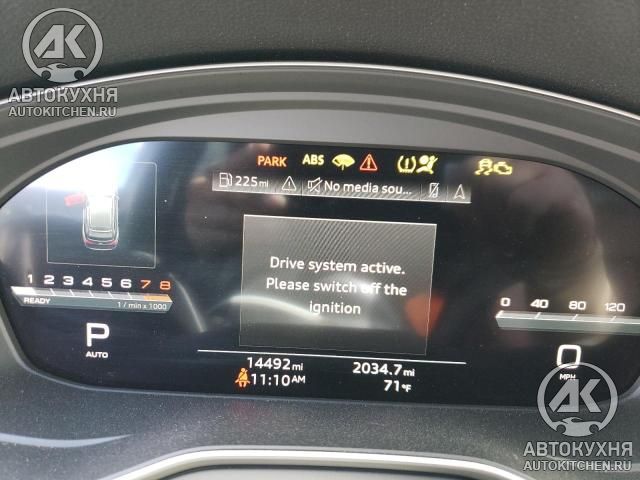 AK
АВТОКУХНЯ
AUTOKITCHEN.RU
PARK ABS
225mi No media sou...
Drive system active.
Please switch off the
ignition
1 2 3 4 5 6 7 8
READY 1 / min x 1000
P
AUTO
0 40 80 120
0
MPH
14492mi 2034.7mi
11:10AM 71°F
AK
АВТОКУХНЯ
AUTOKITCHEN.RU